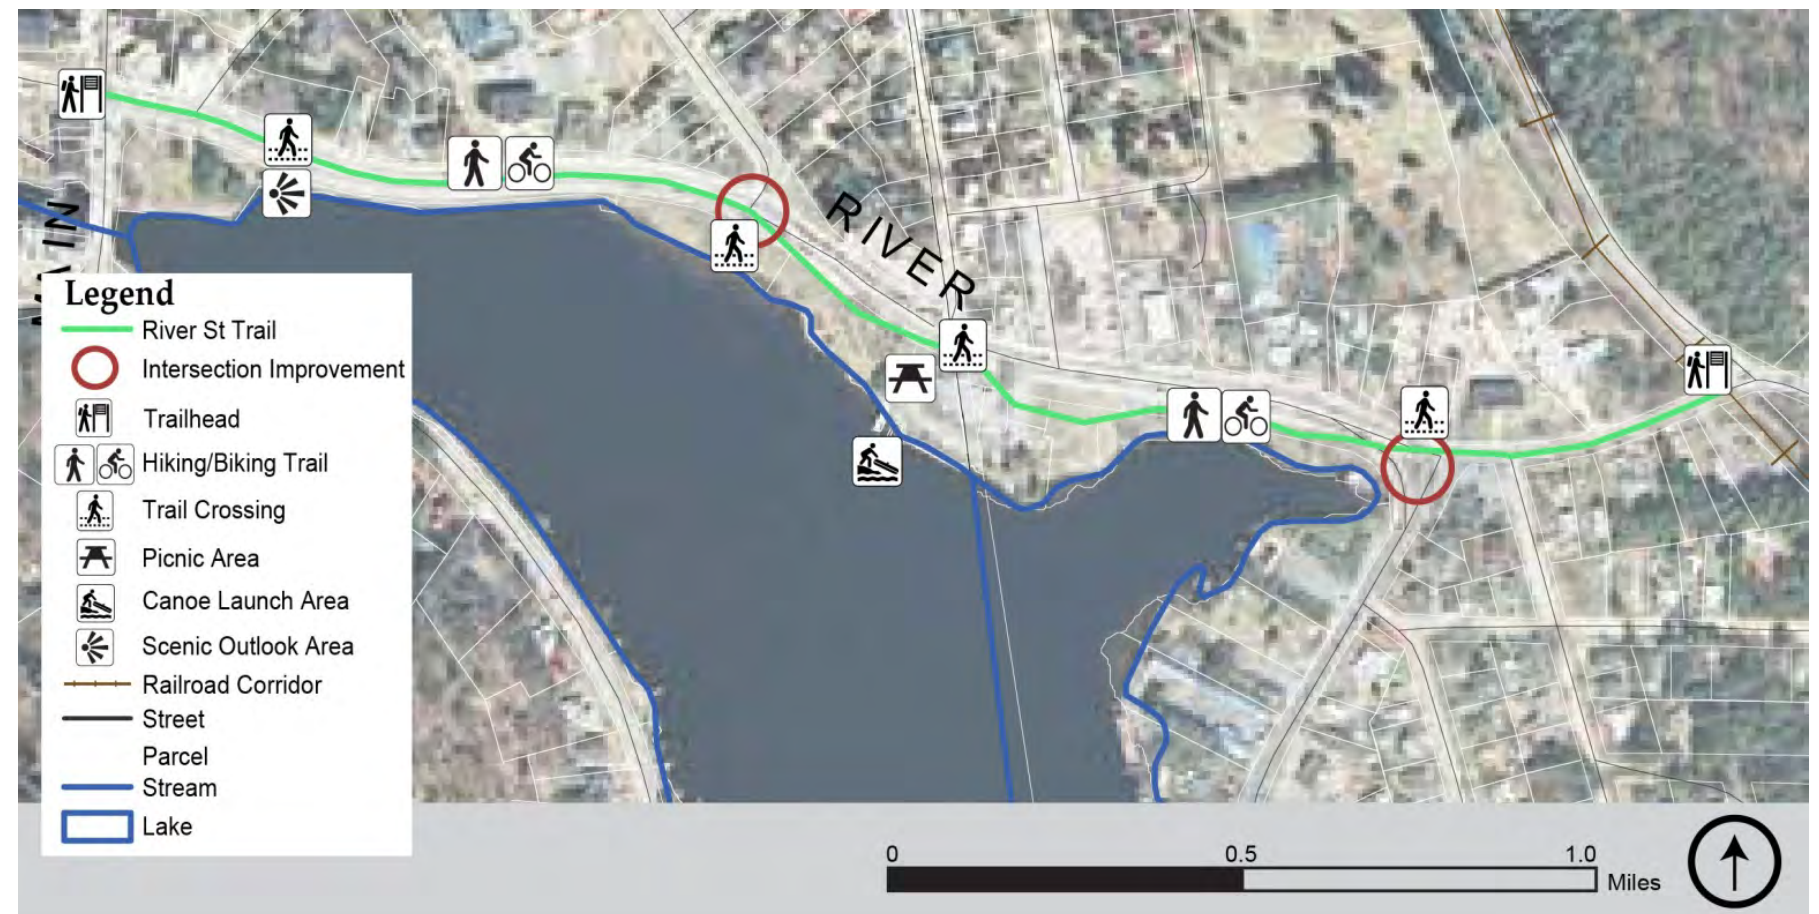 MAIN
RIVER
Legend
River St Trail
Intersection Improvement
Trailhead
Hiking/Biking Trail
Trail Crossing
Picnic Area
Canoe Launch Area
Scenic Outlook Area
Railroad Corridor
Street
Parcel
Stream
Lake
0 0.5 1.0
Miles